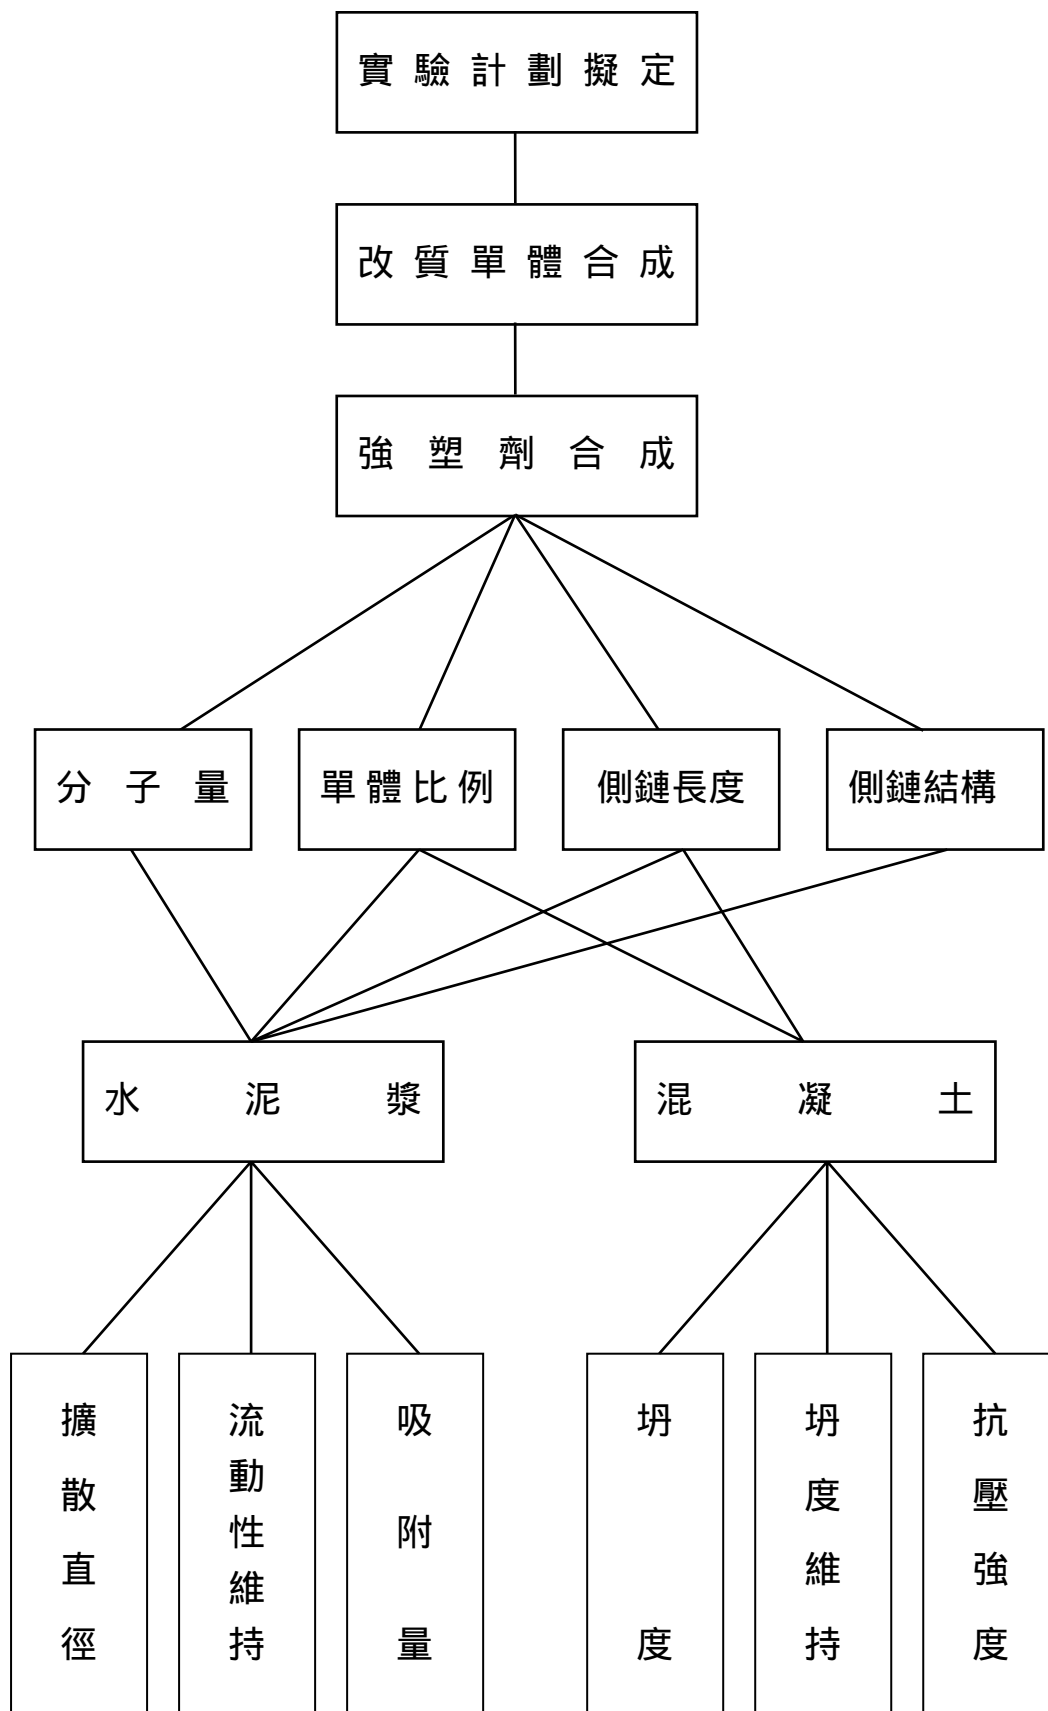 實驗計劃擬定
改質單體合成
強塑劑合成
分子量
單體比例
側鏈長度
側鏈結構
水泥漿
混凝土
擴散直徑
流動性維持
吸附量
坍度
坍度維持
抗壓強度